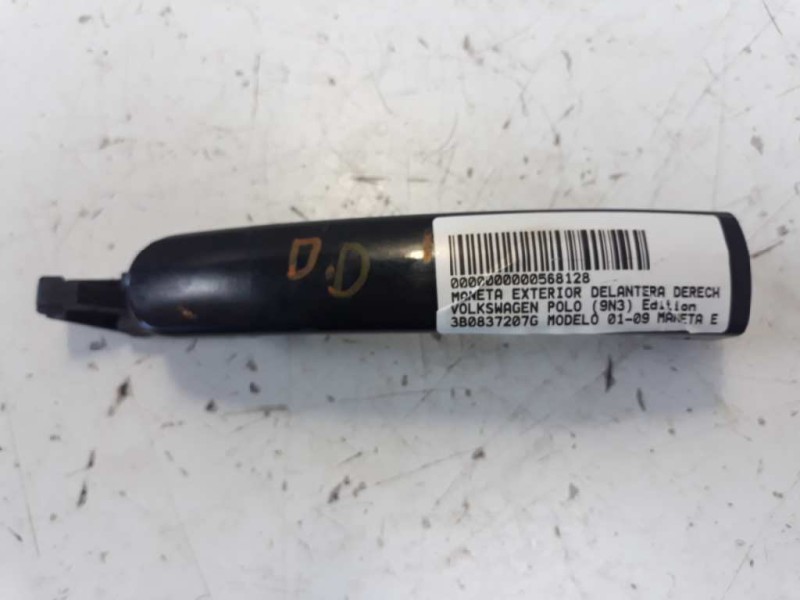 D.D
0000000000568128
MANETA EXTERIOR DELANTERA DERECH
VOLKSWAGEN POLO (9N3) Edition
3B0837207G MODELO 01-09 MANETA E